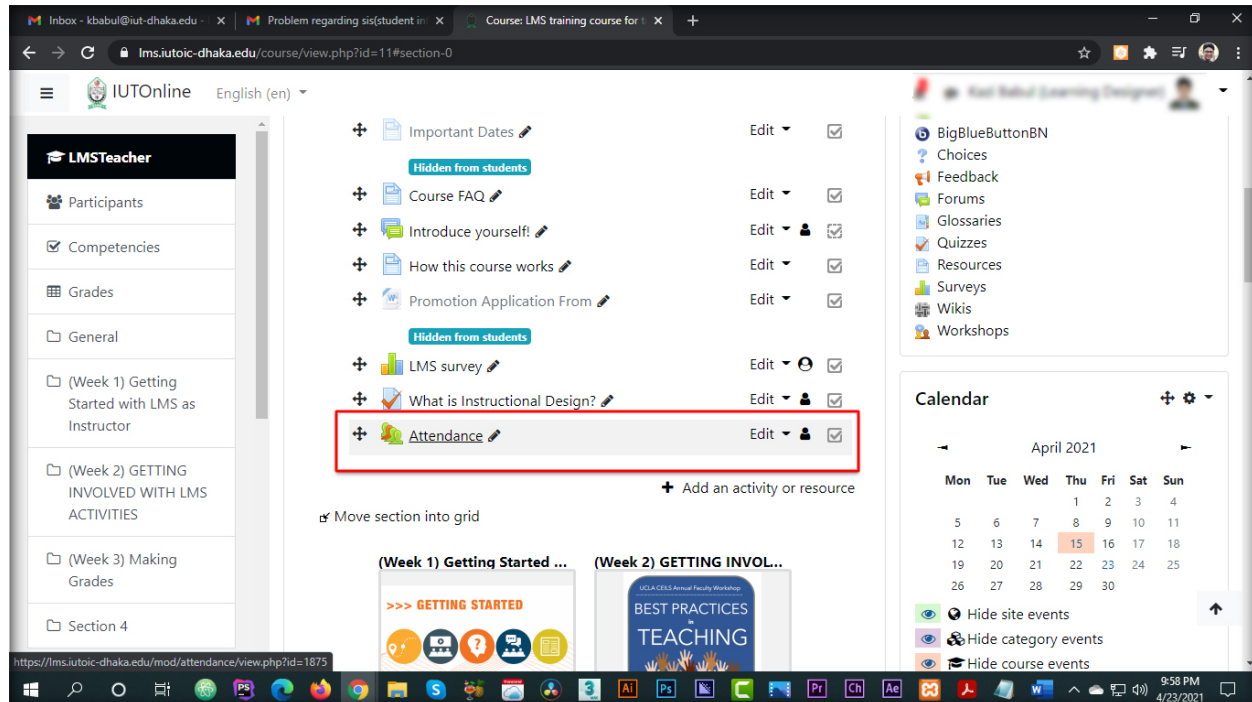 Inbox - kbabul@iut-dhaka.edu -
Problem regarding sis(student in
Course: LMS training course for t
lms.iutoic-dhaka.edu/course/view.php?id=11#section-0
IUTOnline
English (en)
LMSTeacher
Participants
Competencies
Grades
General
(Week 1) Getting
Started with LMS as
Instructor
(Week 2) GETTING
INVOLVED WITH LMS
ACTIVITIES
(Week 3) Making
Grades
Section 4
Important Dates Edit
Hidden from students
Course FAQ Edit
Introduce yourself! Edit
How this course works Edit
Promotion Application From Edit
Hidden from students
LMS survey Edit
What is Instructional Design? Edit
Attendance Edit
Add an activity or resource
Move section into grid
(Week 1) Getting Started ...
>>> GETTING STARTED
(Week 2) GETTING INVOL...
UCLA CEILS Annual Faculty Workshop
BEST PRACTICES
in
TEACHING
Kazi Babul (Learning Designer)
BigBlueButtonBN
Choices
Feedback
Forums
Glossaries
Quizzes
Resources
Surveys
Wikis
Workshops
Calendar
April 2021
Mon Tue Wed Thu Fri Sat Sun
1 2 3 4
5 6 7 8 9 10 11
12 13 14 15 16 17 18
19 20 21 22 23 24 25
26 27 28 29 30
Hide site events
Hide category events
Hide course events
https://lms.iutoic-dhaka.edu/mod/attendance/view.php?id=1875
Ai Ps Pr Ch Ae
9:58 PM
4/23/2021